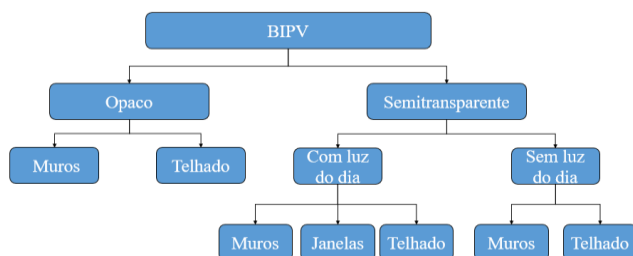 BIPV
Opaco
Semitransparente
Muros
Telhado
Com luz
do dia
Sem luz
do dia
Muros
Janelas
Telhado
Muros
Telhado